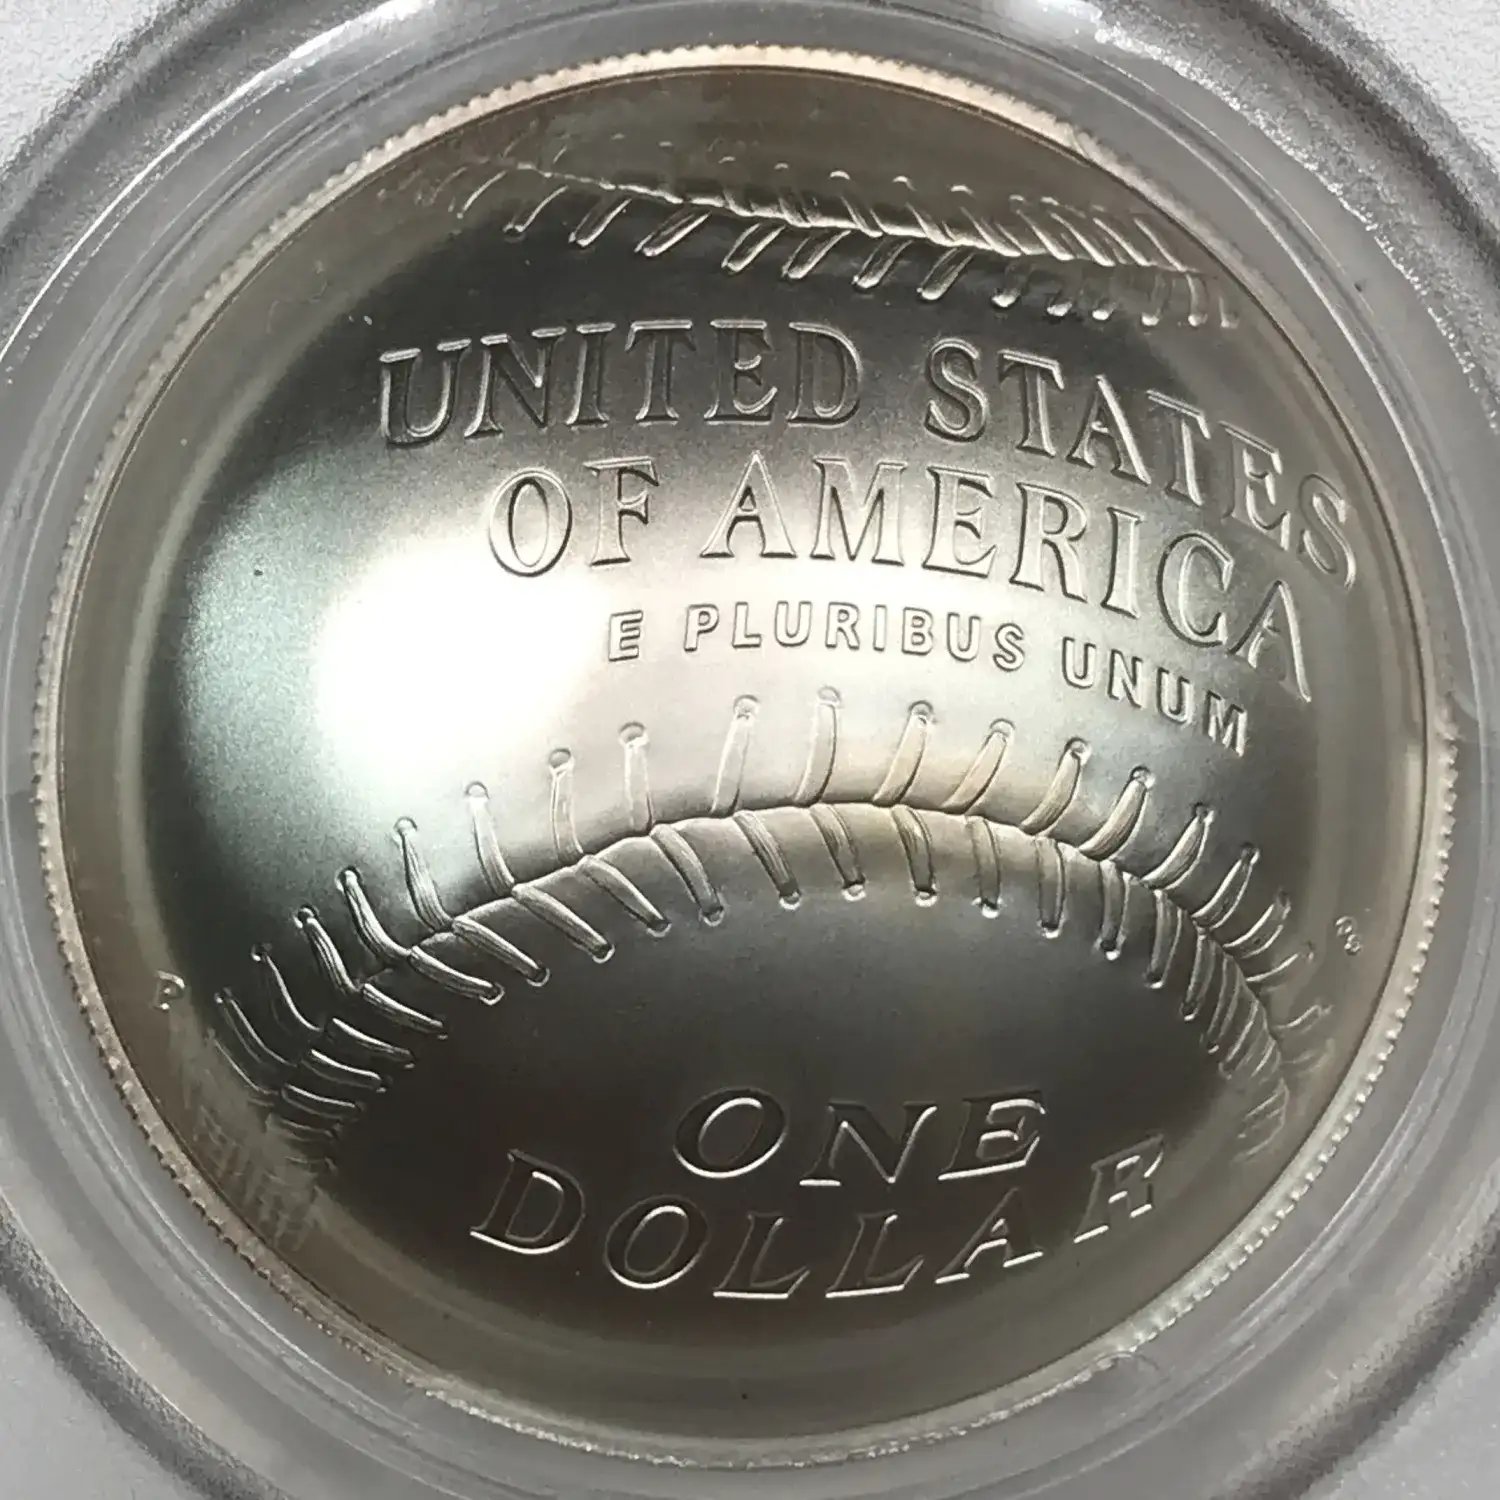 UNITED STATES
OF AMERICA
E PLURIBUS UNUM
P
ONE
DOLLAR